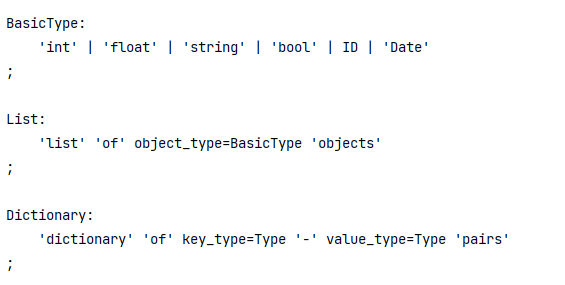 BasicType:
    'int' | 'float' | 'string' | 'bool' | ID | 'Date'
;
List:
    'list' 'of' object_type=BasicType 'objects'
;
Dictionary:
    'dictionary' 'of' key_type=Type '-' value_type=Type 'pairs'
;